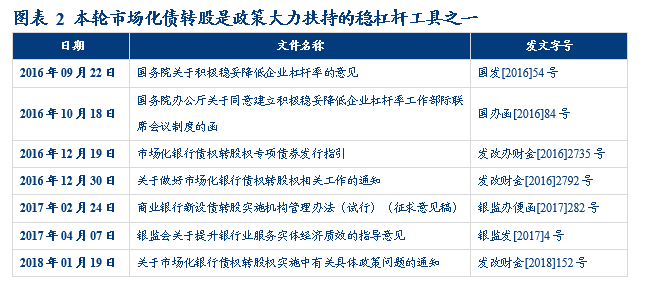 图表 2 本轮市场化债转股是政策大力扶持的稳杠杆工具之一
日期 文件名称 发文字号
2016 年 09 月 22 日 国务院关于积极稳妥降低企业杠杆率的意见 国发[2016]54 号
国务院办公厅关于同意建立积极稳妥降低企业杠杆率工作部际联
2016 年 10 月 18 日 国办函[2016]84 号
席会议制度的函
2016 年 12 月 19 日 市场化银行债权转股权专项债券发行指引 发改办财金[2016]2735 号
2016 年 12 月 30 日 关于做好市场化银行债权转股权相关工作的通知 发改财金[2016]2792 号
2017 年 02 月 24 日 商业银行新设债转股实施机构管理办法（试行）（征求意见稿） 银监办便函[2017]282 号
2017 年 04 月 07 日 银监会关于提升银行业服务实体经济质效的指导意见 银监发[2017]4 号
2018 年 01 月 19 日 关于市场化银行债权转股权实施中有关具体政策问题的通知 发改财金[2018]152 号